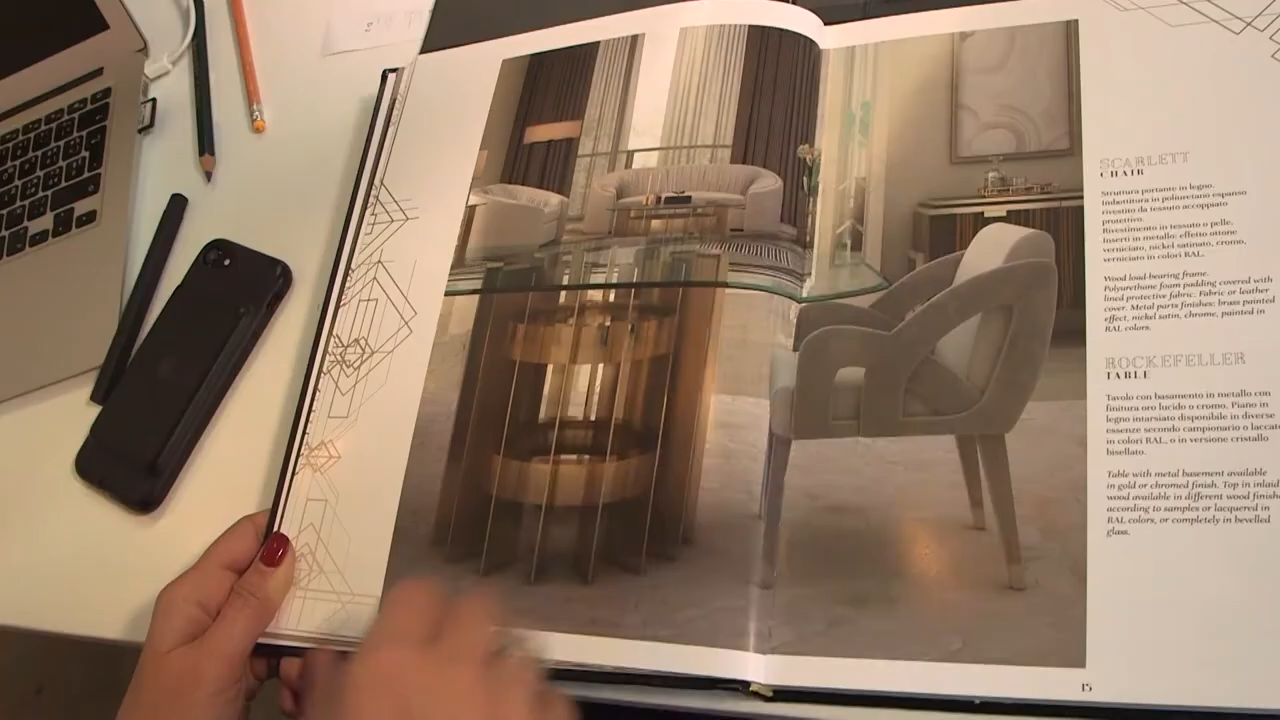 SCARLETT
CHAIR
Struttura portante in legno.
Imbottitura in poliuretano espanso
rivestito da tessuto accoppiato
protettivo.
Rivestimento in tessuto o pelle.
Inserti in metallo: effetto ottone
verniciato, nickel satinato, cromo,
verniciato in colori RAL.
Wood load-bearing frame.
Polyurethane foam padding covered with
lined protective fabric. Fabric or leather
cover. Metal parts finishes: brass painted
effect, nickel satin, chrome, painted in
RAL colors.
ROCKEFELLER
TABLE
Tavolo con basamento in metallo con
finitura oro lucido o cromo. Piano in
legno intarsiato disponibile in diverse
essenze secondo campionario o laccato
in colori RAL, o in versione cristallo
bisellato.
Table with metal basement available
in gold or chromed finish. Top in inlaid
wood available in different wood finish
according to samples or lacquered in
RAL colors, or completely in bevelled
glass.
15